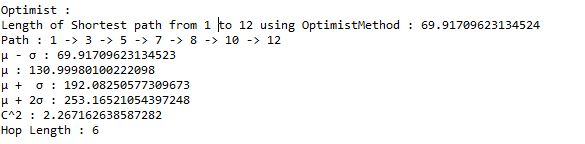 Optimist :
Length of Shortest path from 1 to 12 using OptimistMethod : 69.91709623134524
Path : 1 -> 3 -> 5 -> 7 -> 8 -> 10 -> 12
μ - σ : 69.91709623134523
μ : 130.99980100222098
μ +  σ : 192.08250577309673
μ + 2σ : 253.16521054397248
C^2 : 2.267162638587282
Hop Length : 6